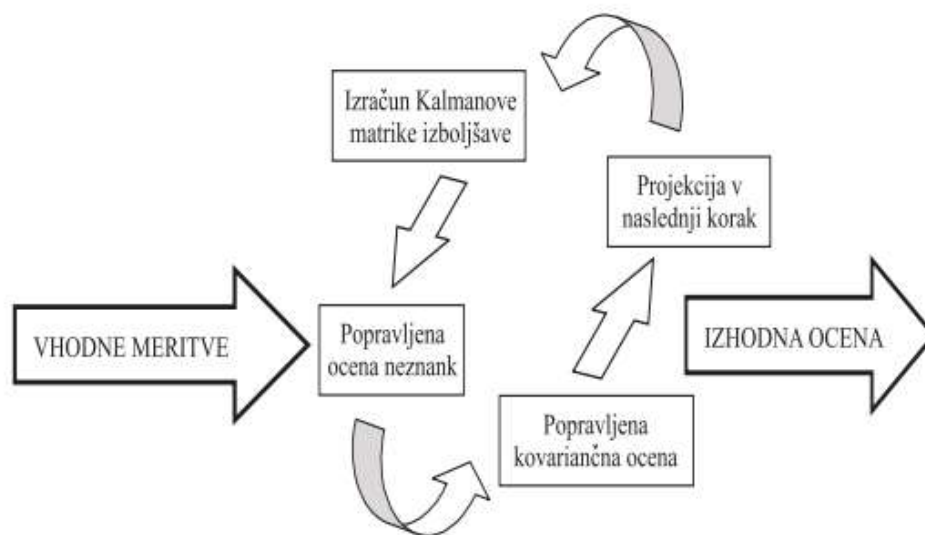 Izračun Kalmanove
matrike izboljšave
Projekcija v
naslednji korak
VHODNE MERITVE
Popravljena
ocena neznank
IZHODNA OCENA
Popravljena
kovariančna ocena